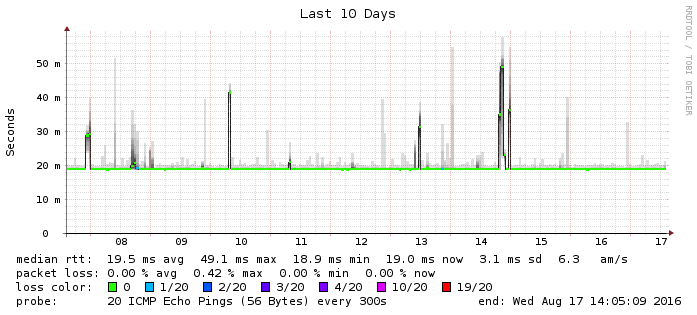 Last 10 Days
RRDTOOL / TOBI OETIKER
Seconds
50 m
40 m
30 m
20 m
10 m
0 m
08 09 10 11 12 13 14 15 16 17
median rtt: 19.5 ms avg 49.1 ms max 18.9 ms min 19.0 ms now 3.1 ms sd 6.3 am/s
packet loss: 0.00 % avg 0.42 % max 0.00 % min 0.00 % now
loss color: 0 1/20 2/20 3/20 4/20 10/20 19/20
probe: 20 ICMP Echo Pings (56 Bytes) every 300s end: Wed Aug 17 14:05:09 2016